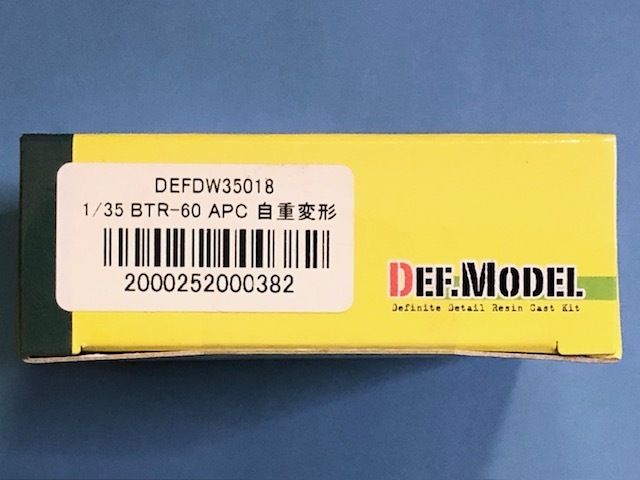 DEFDW35018
1/35 BTR-60 APC 自重変形
2000252000382
DEF.MODEL
Definite Detail Resin Cast Kit